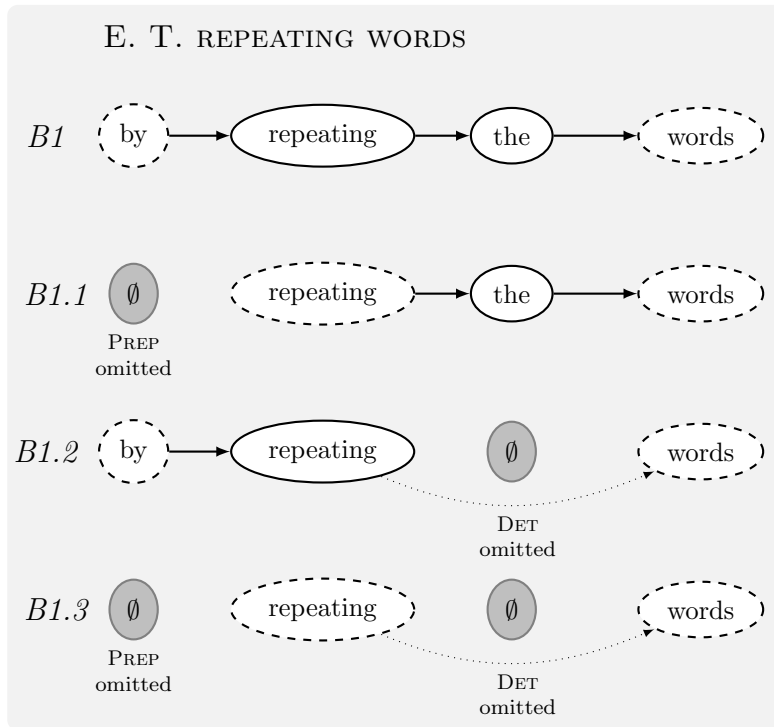 E. T. REPEATING WORDS
B1 by repeating the words
B1.1 ∅ repeating the words
PREP
omitted
B1.2 by repeating ∅ words
DET
omitted
B1.3 ∅ repeating ∅ words
PREP
omitted
DET
omitted